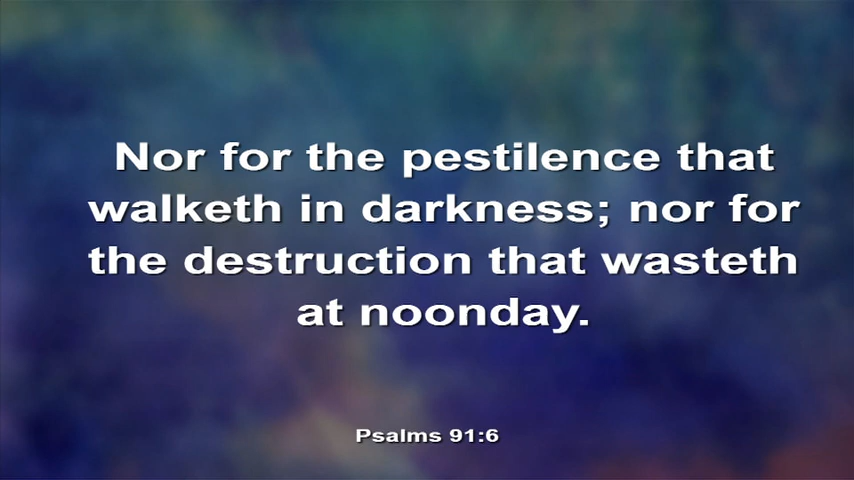 Nor for the pestilence that
walketh in darkness; nor for
the destruction that wasteth
at noonday.
Psalms 91:6